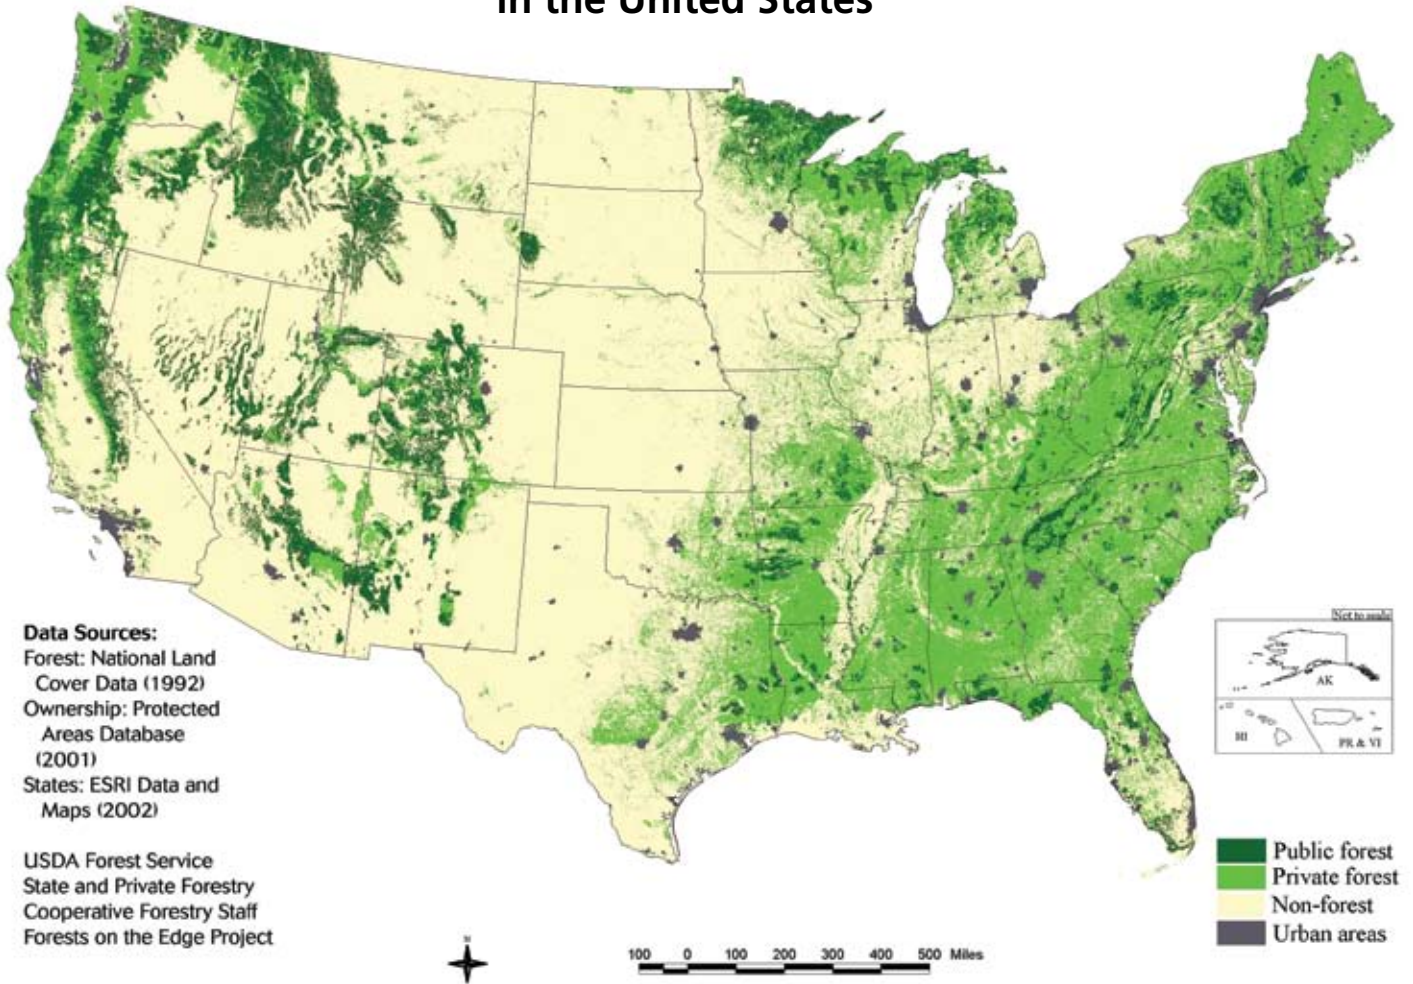 in the United States
Data Sources:
Forest: National Land
Cover Data (1992)
Ownership: Protected
Areas Database
(2001)
States: ESRI Data and
Maps (2002)
USDA Forest Service
State and Private Forestry
Cooperative Forestry Staff
Forests on the Edge Project
Not to scale
AK
HI
PR & VI
Public forest
Private forest
Non-forest
Urban areas
N
100 0 100 200 300 400 500 Miles